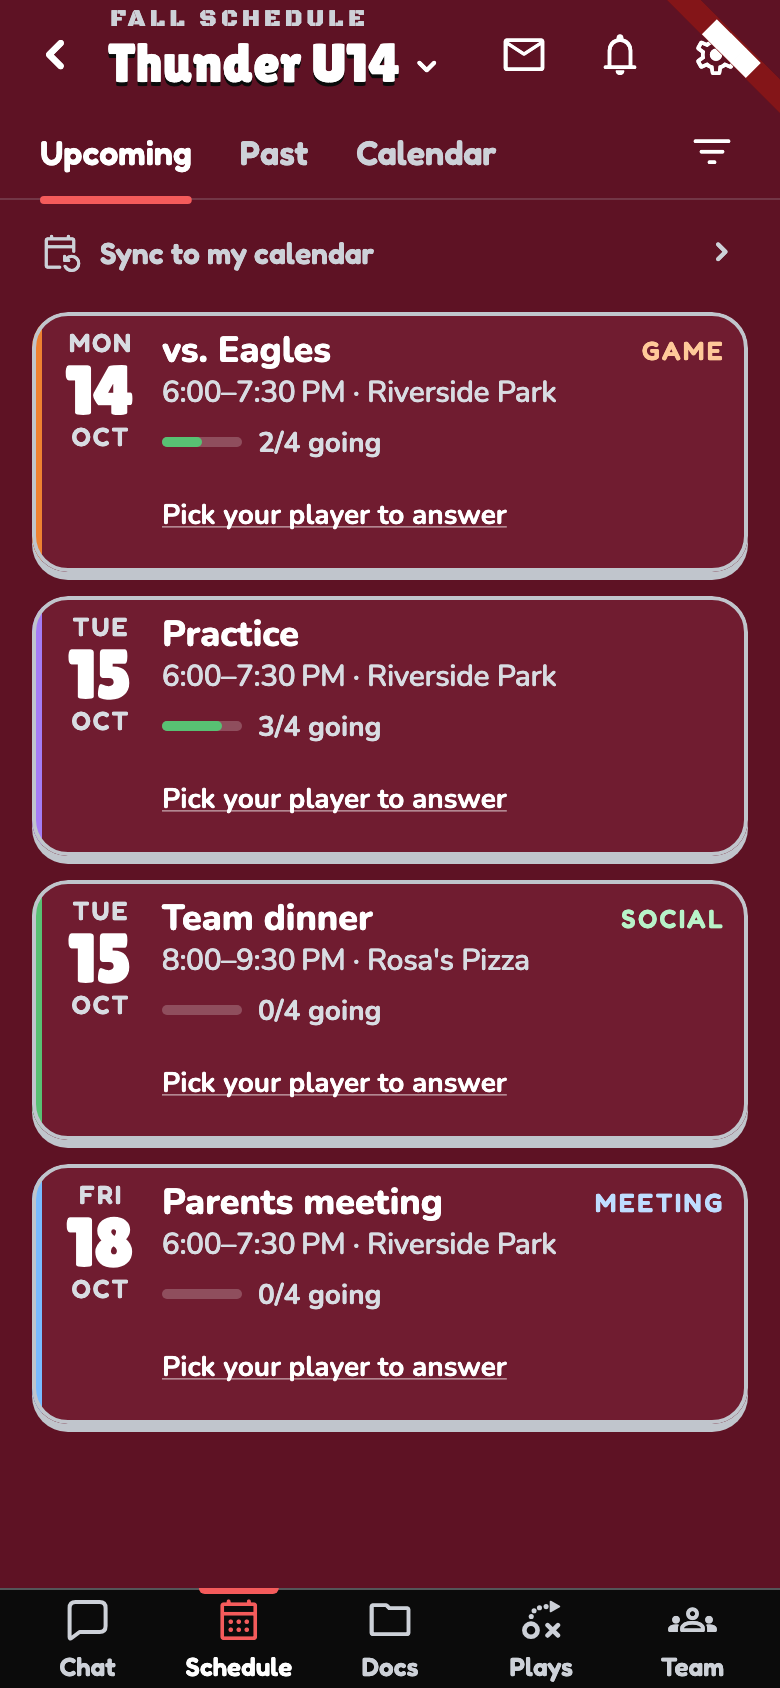 FALL SCHEDULE
Thunder U14
Upcoming Past Calendar
Sync to my calendar
MON
14
OCT
vs. Eagles
GAME
6:00–7:30 PM · Riverside Park
2/4 going
Pick your player to answer
TUE
15
OCT
Practice
6:00–7:30 PM · Riverside Park
3/4 going
Pick your player to answer
TUE
15
OCT
Team dinner
SOCIAL
8:00–9:30 PM · Rosa's Pizza
0/4 going
Pick your player to answer
FRI
18
OCT
Parents meeting
MEETING
6:00–7:30 PM · Riverside Park
0/4 going
Pick your player to answer
Chat Schedule Docs Plays Team